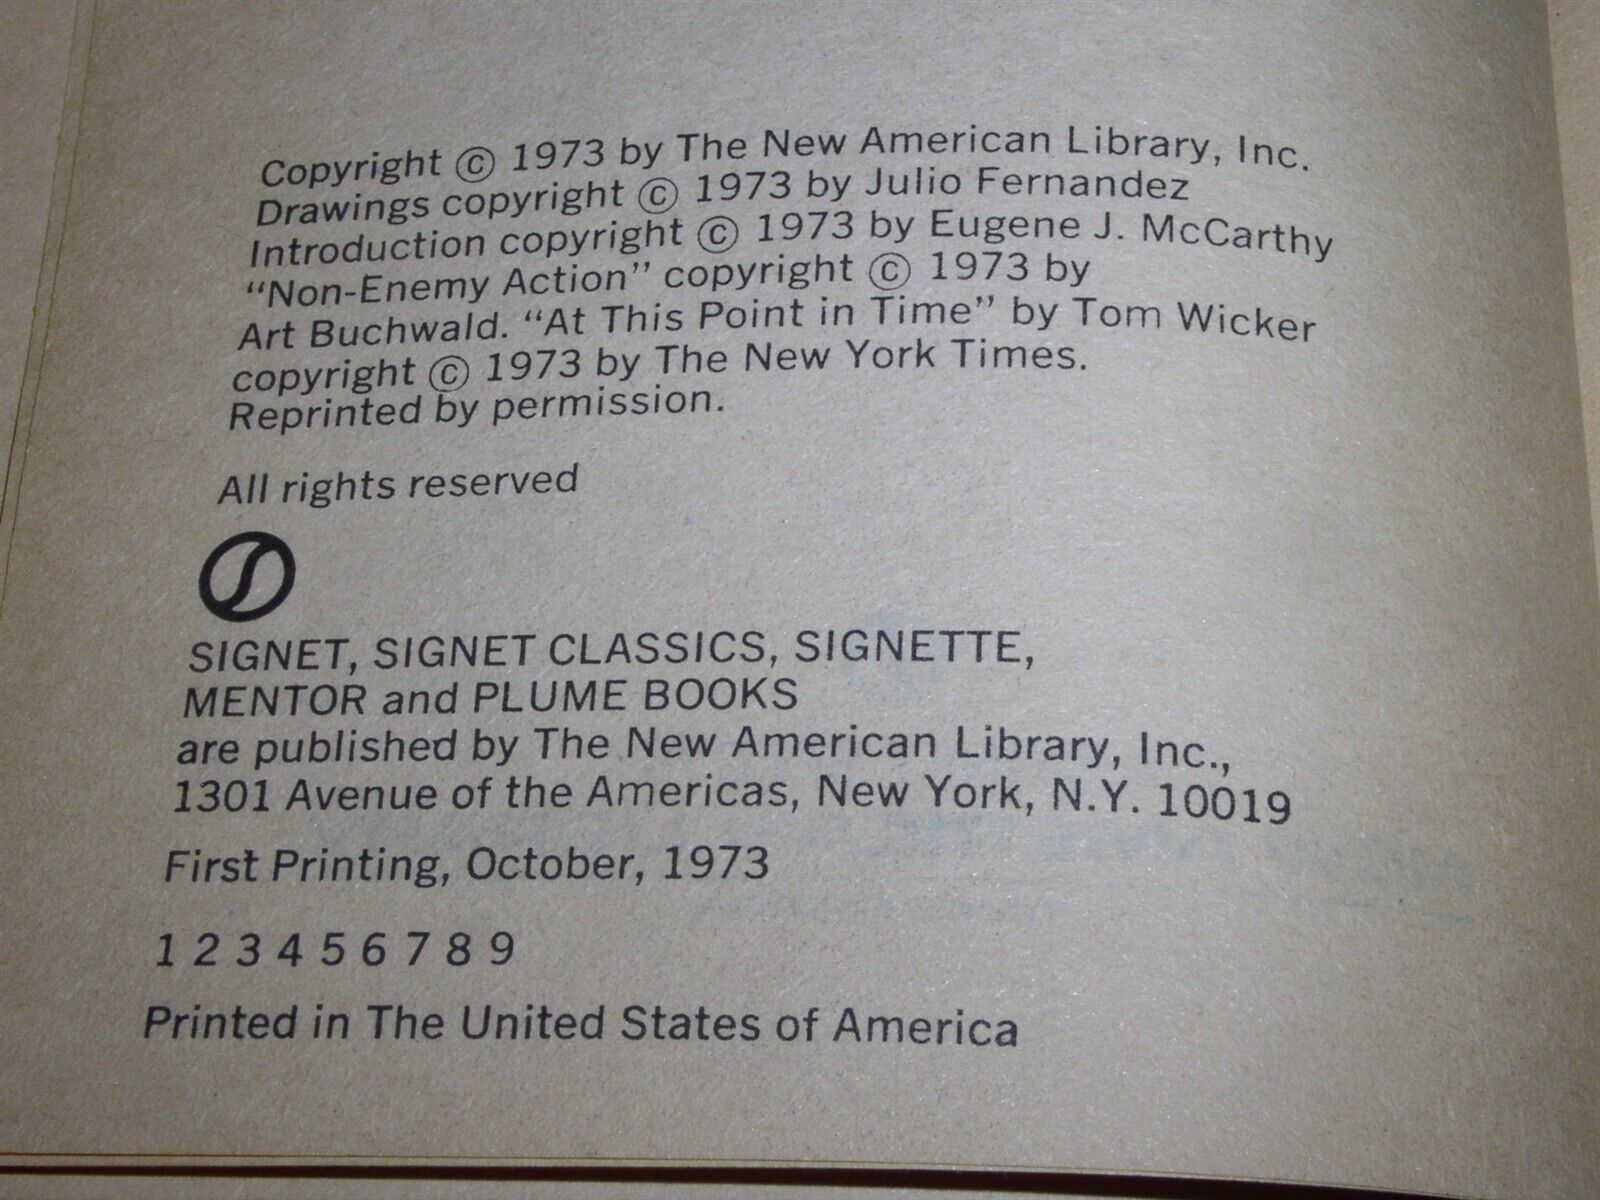 Copyright © 1973 by The New American Library, Inc.
Drawings copyright © 1973 by Julio Fernandez
Introduction copyright © 1973 by Eugene J. McCarthy
“Non-Enemy Action” copyright © 1973 by
Art Buchwald. “At This Point in Time” by Tom Wicker
copyright © 1973 by The New York Times.
Reprinted by permission.
All rights reserved
SIGNET, SIGNET CLASSICS, SIGNETTE,
MENTOR and PLUME BOOKS
are published by The New American Library, Inc.,
1301 Avenue of the Americas, New York, N.Y. 10019
First Printing, October, 1973
1 2 3 4 5 6 7 8 9
Printed in The United States of America